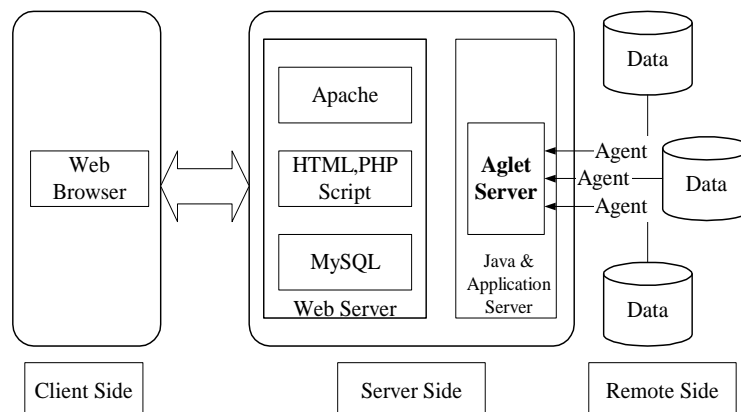 Web
Browser
Apache
HTML,PHP
Script
MySQL
Web Server
Aglet
Server
Java &
Application
Server
Agent
Agent
Agent
Data
Data
Data
Client Side
Server Side
Remote Side